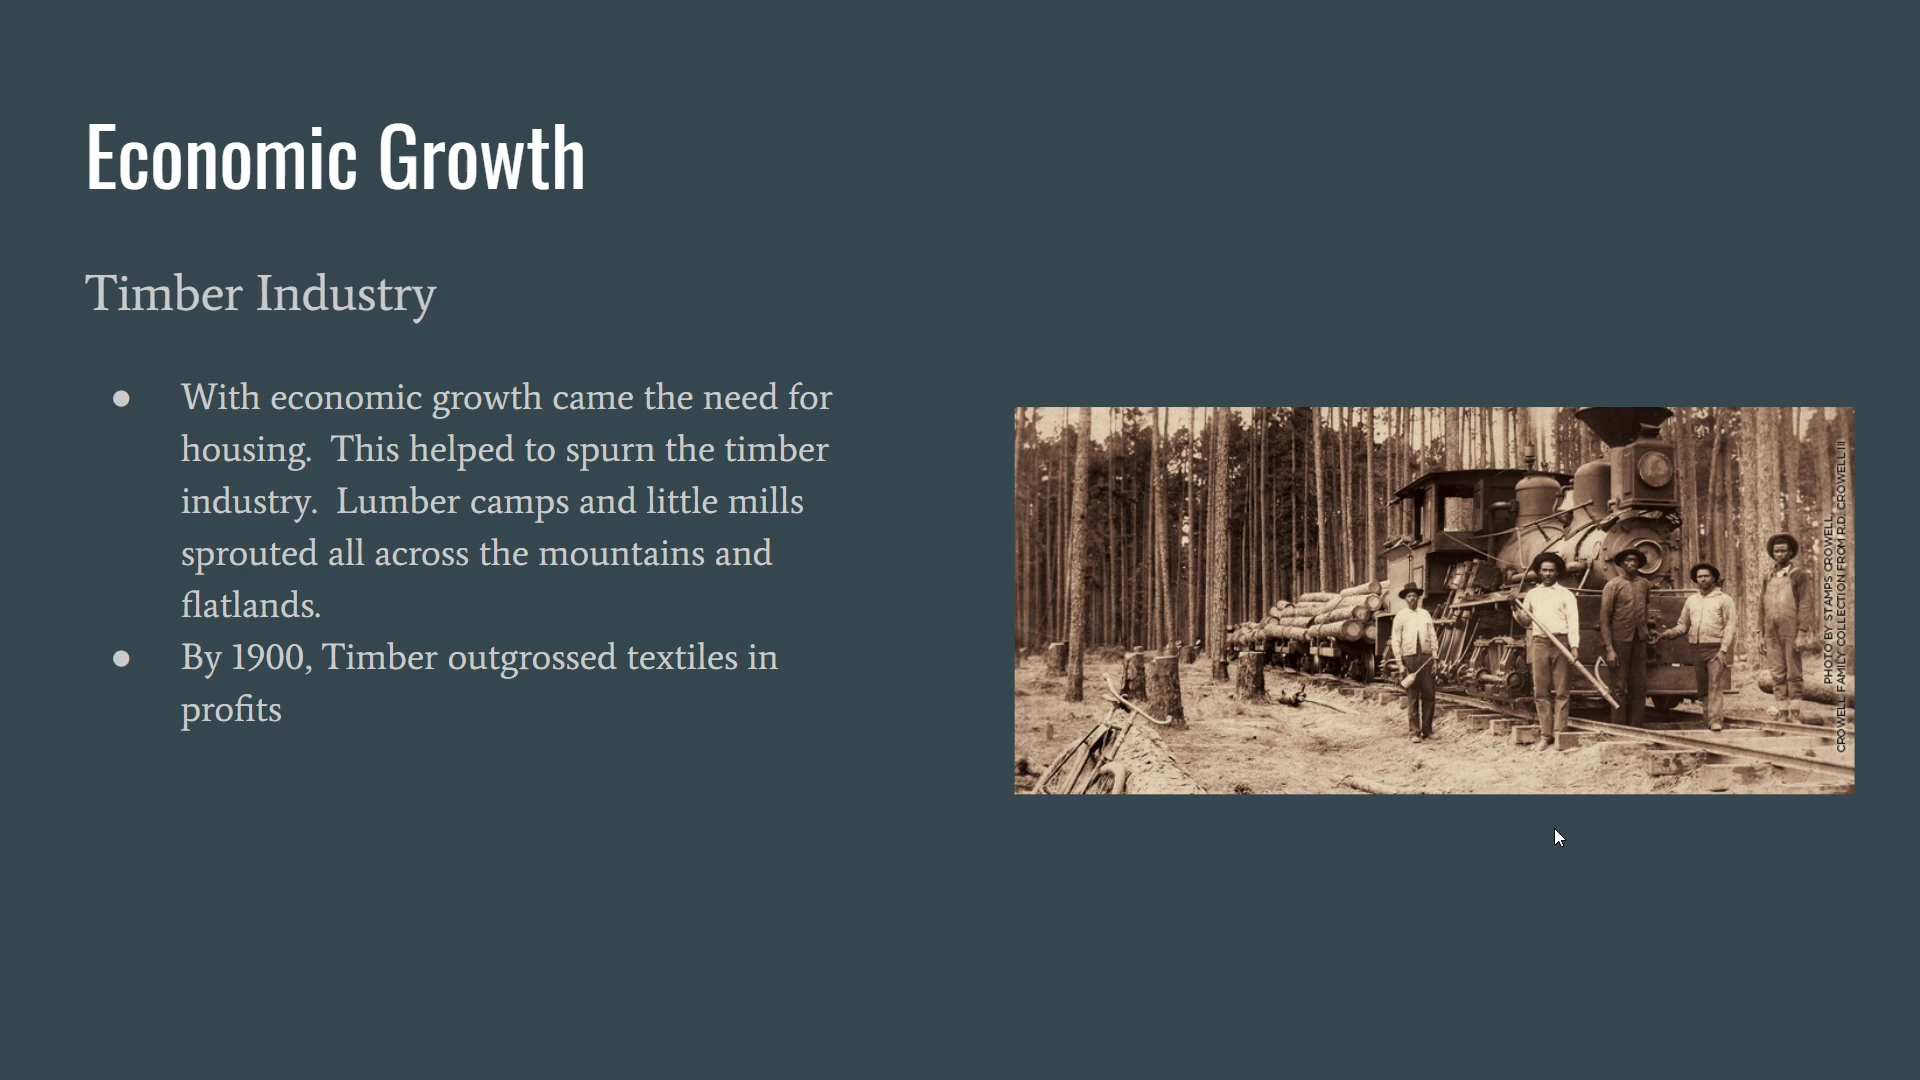 Economic Growth
Timber Industry
● With economic growth came the need for
housing.  This helped to spurn the timber
industry.  Lumber camps and little mills
sprouted all across the mountains and
flatlands.
● By 1900, Timber outgrossed textiles in
profits
PHOTO BY STAMPS CROWELL,
CROWELL FAMILY COLLECTION FROM R.D. CROWELL III